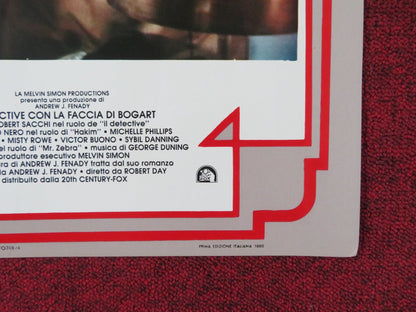 LA MELVIN SIMON PRODUCTIONS
presenta una produzione di
ANDREW J. FENADY
CTIVE CON LA FACCIA DI BOGART
ROBERT SACCHI nel ruolo de "il detective"
O NERO nel ruolo di "Hakim" • MICHELLE PHILLIPS
• MISTY ROWE • VICTOR BUONO • SYBIL DANNING
el ruolo di "Mr. Zebra" • musica di GEORGE DUNING
produttore esecutivo MELVIN SIMON
ra di ANDREW J. FENADY tratta dal suo romanzo
da ANDREW J. FENADY • diretto da ROBERT DAY
distribuito dalla 20th CENTURY-FOX
PRIMA EDIZIONE ITALIANA 1980